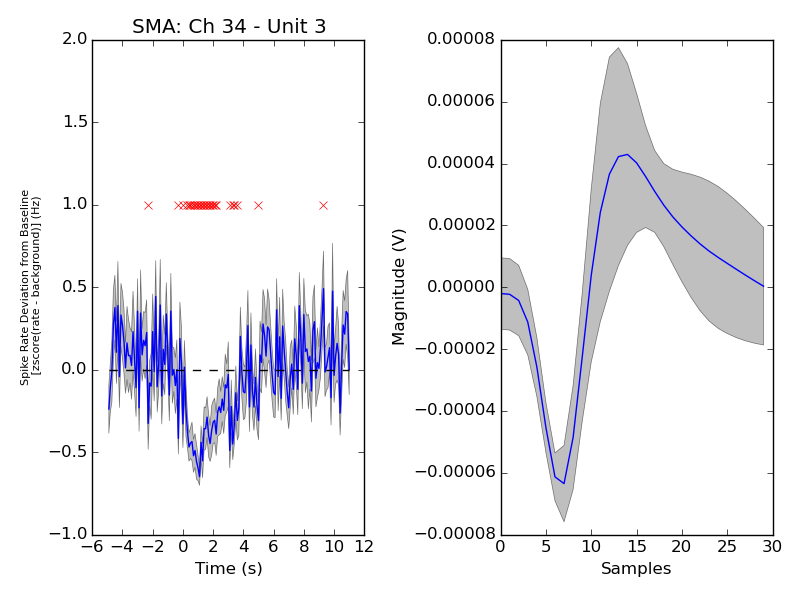 SMA: Ch 34 - Unit 3
2.0
1.5
1.0
0.5
0.0
−0.5
−1.0
−6 −4 −2 0 2 4 6 8 10 12
Time (s)
Spike Rate Deviation from Baseline
[zscore(rate - background)] (Hz)
0.00008
0.00006
0.00004
0.00002
0.00000
−0.00002
−0.00004
−0.00006
−0.00008
0 5 10 15 20 25 30
Samples
Magnitude (V)